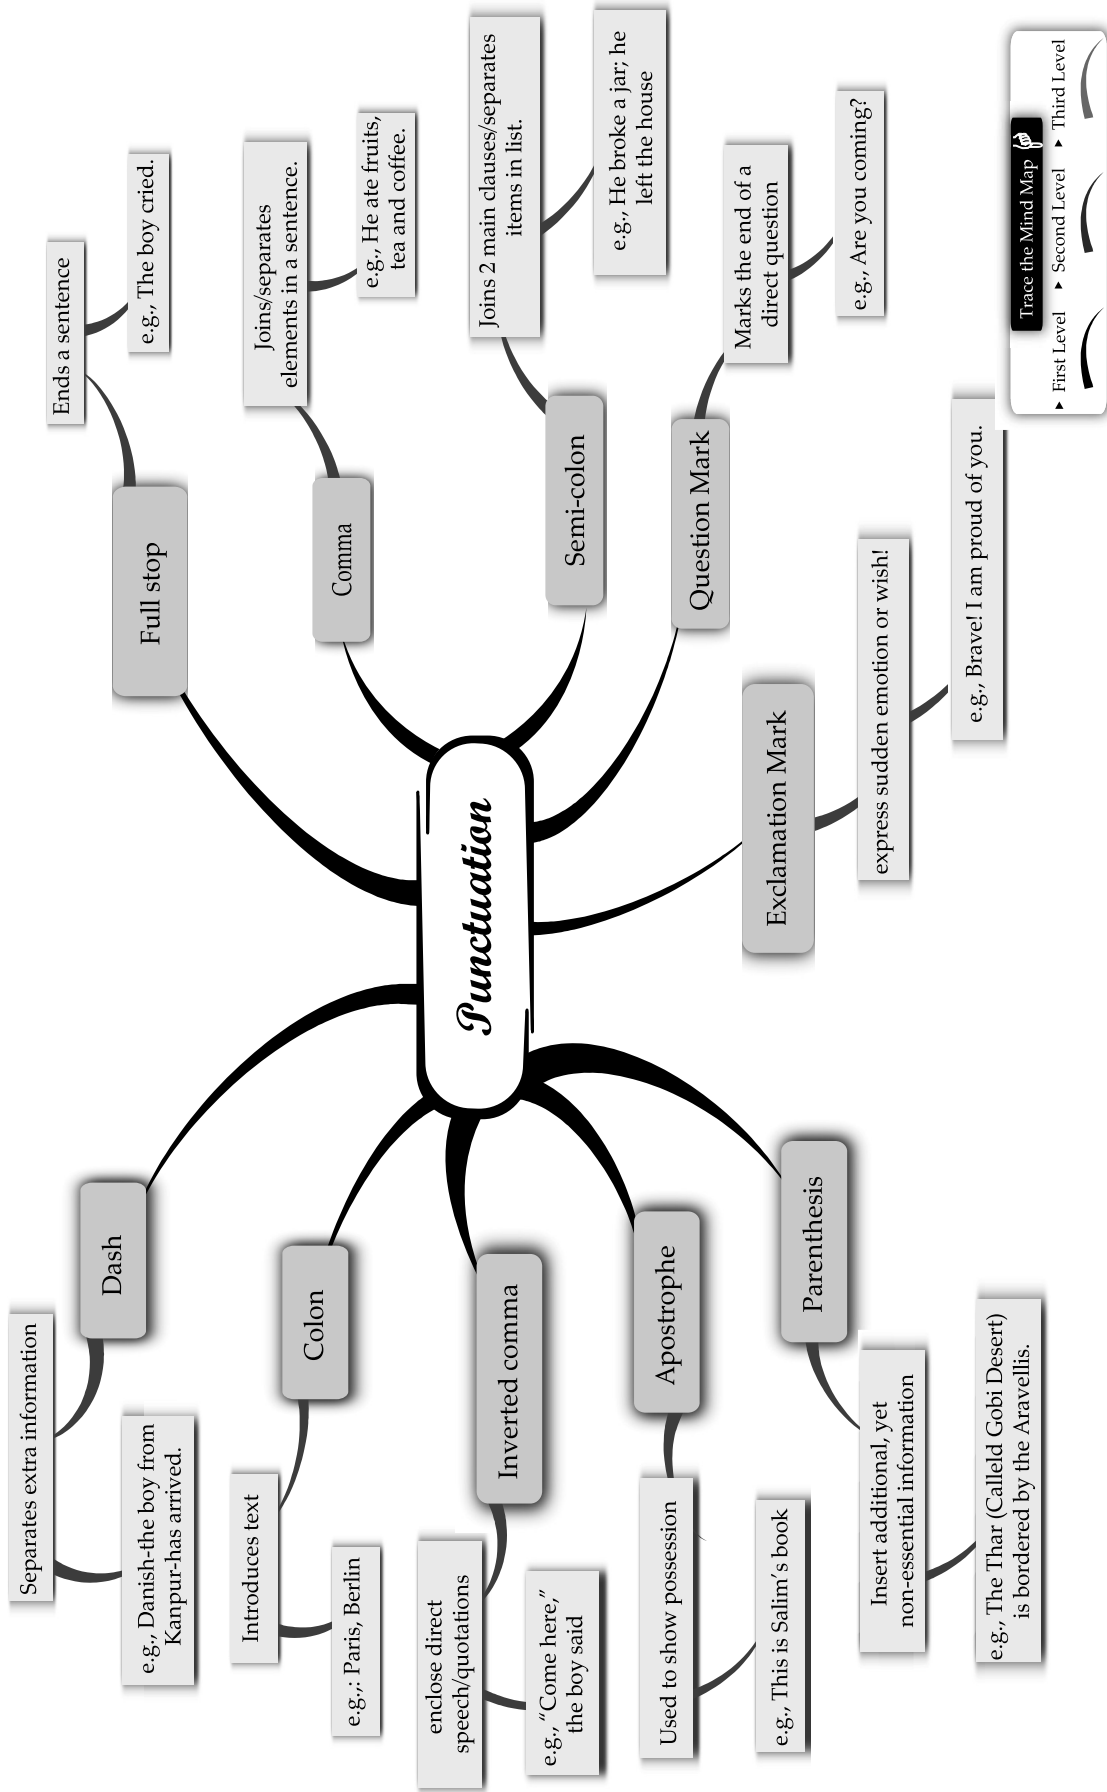 Punctuation
Full stop
Ends a sentence
e.g., The boy cried.
Comma
Joins/separates
elements in a sentence.
e.g., He ate fruits,
tea and coffee.
Semi-colon
Joins 2 main clauses/separates
items in list.
e.g., He broke a jar; he
left the house
Question Mark
Marks the end of a
direct question
e.g., Are you coming?
Exclamation Mark
express sudden emotion or wish!
e.g., Brave! I am proud of you.
Dash
Separates extra information
e.g., Danish-the boy from
Kanpur-has arrived.
Colon
Introduces text
e.g.,: Paris, Berlin
Inverted comma
enclose direct
speech/quotations
e.g., “Come here,”
the boy said
Apostrophe
Used to show possession
e.g., This is Salim’s book
Parenthesis
Insert additional, yet
non-essential information
e.g., The Thar (Calleld Gobi Desert)
is bordered by the Aravellis.
Trace the Mind Map
▸ First Level ▸ Second Level ▸ Third Level